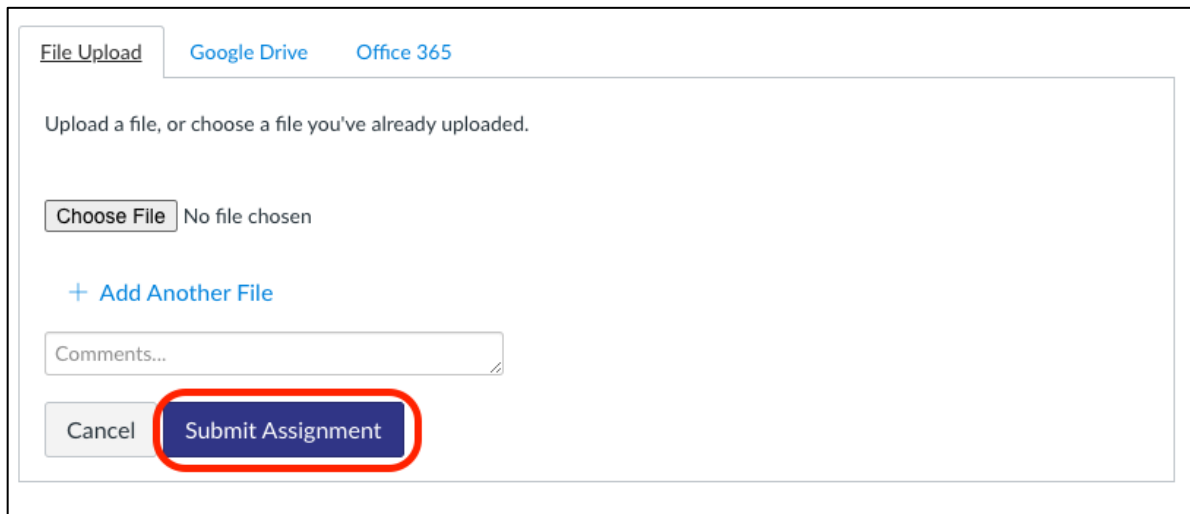 File Upload Google Drive Office 365
Upload a file, or choose a file you've already uploaded.
Choose File No file chosen
+ Add Another File
Comments...
Cancel Submit Assignment